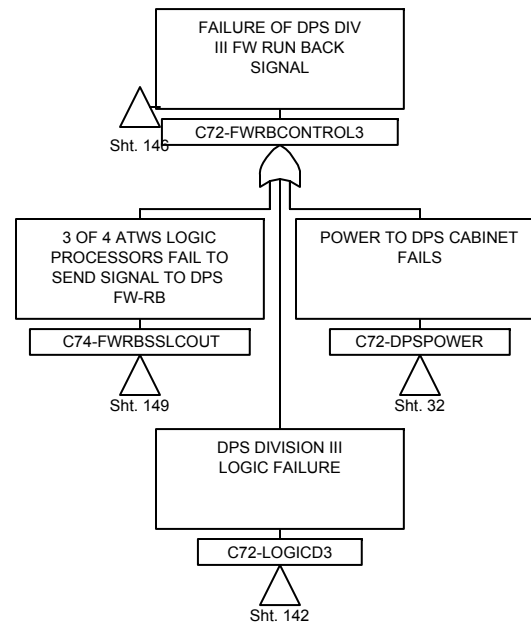 FAILURE OF DPS DIV
III FW RUN BACK
SIGNAL
C72-FWRBCONTROL3
Sht. 146
3 OF 4 ATWS LOGIC
PROCESSORS FAIL TO
SEND SIGNAL TO DPS
FW-RB
C74-FWRBSSLCOUT
Sht. 149
POWER TO DPS CABINET
FAILS
C72-DPSPOWER
Sht. 32
DPS DIVISION III
LOGIC FAILURE
C72-LOGICD3
Sht. 142